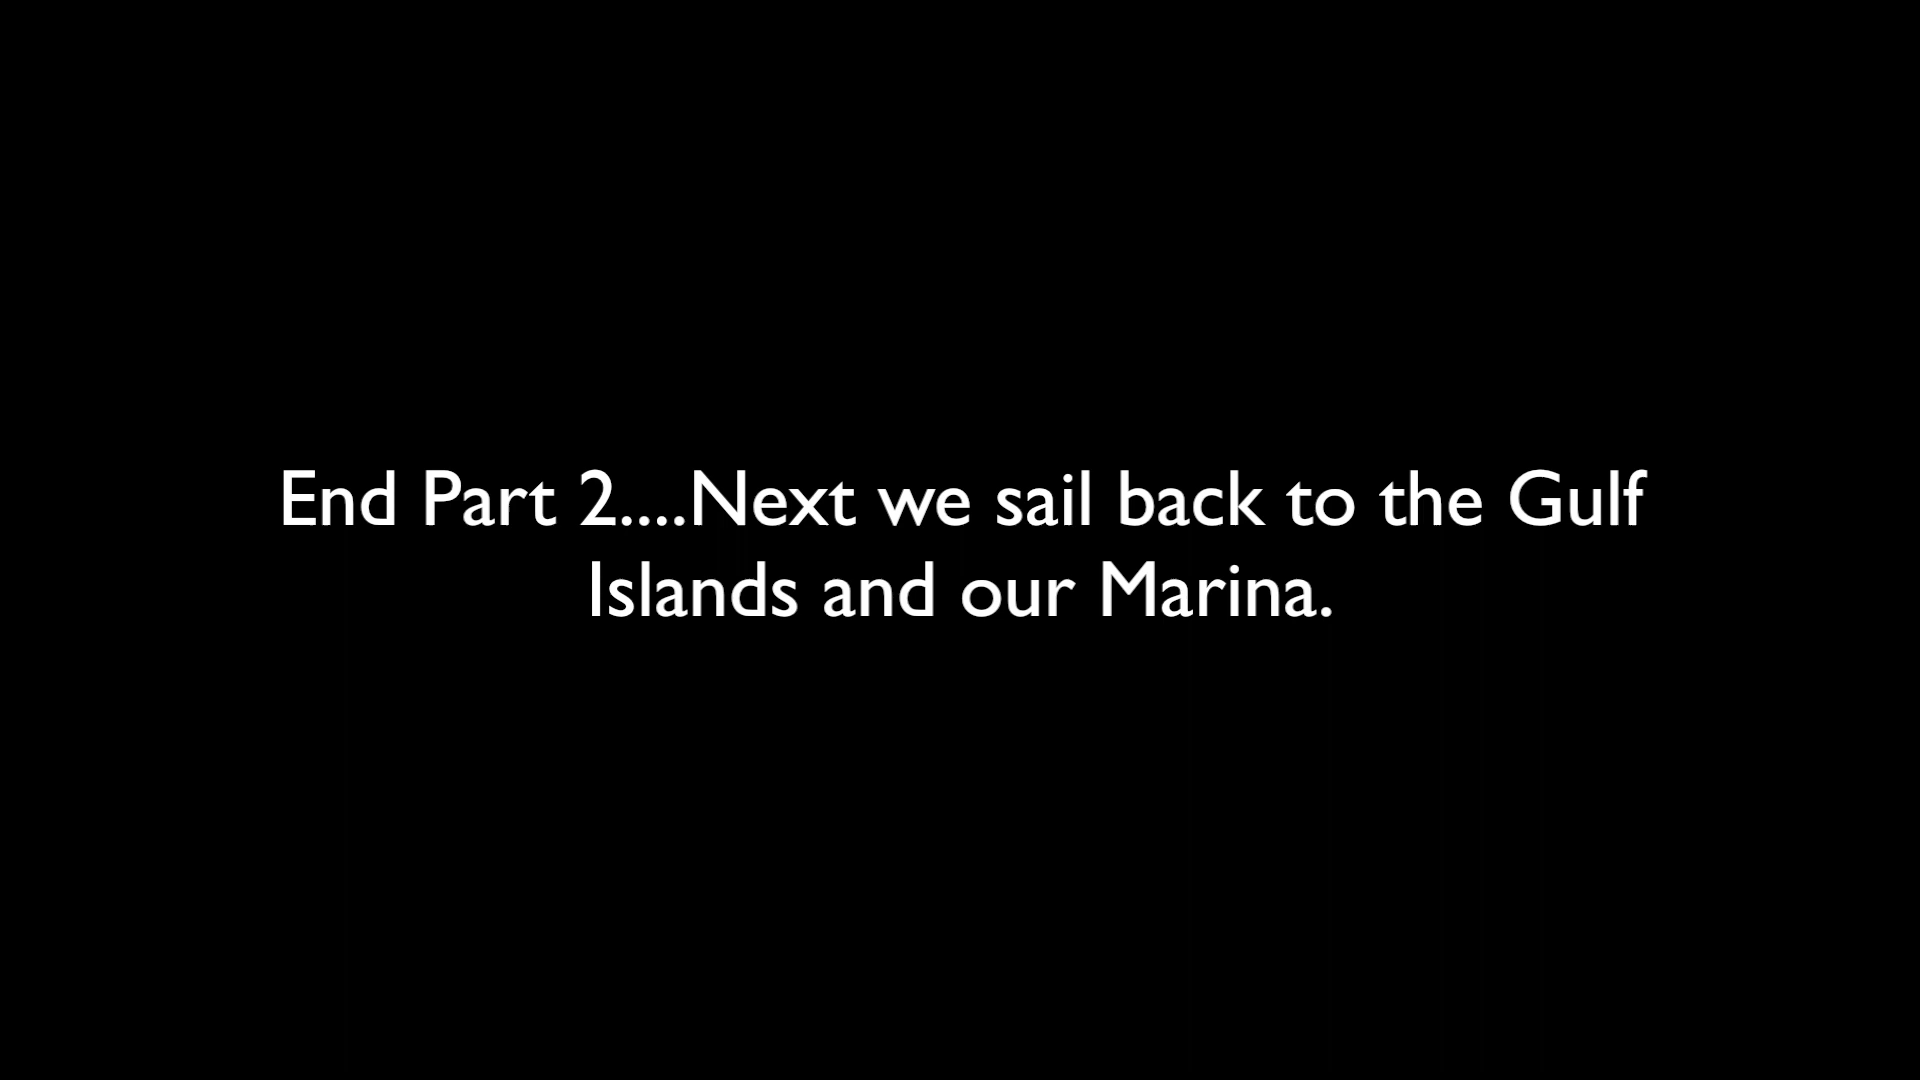 End Part 2....Next we sail back to the Gulf
Islands and our Marina.